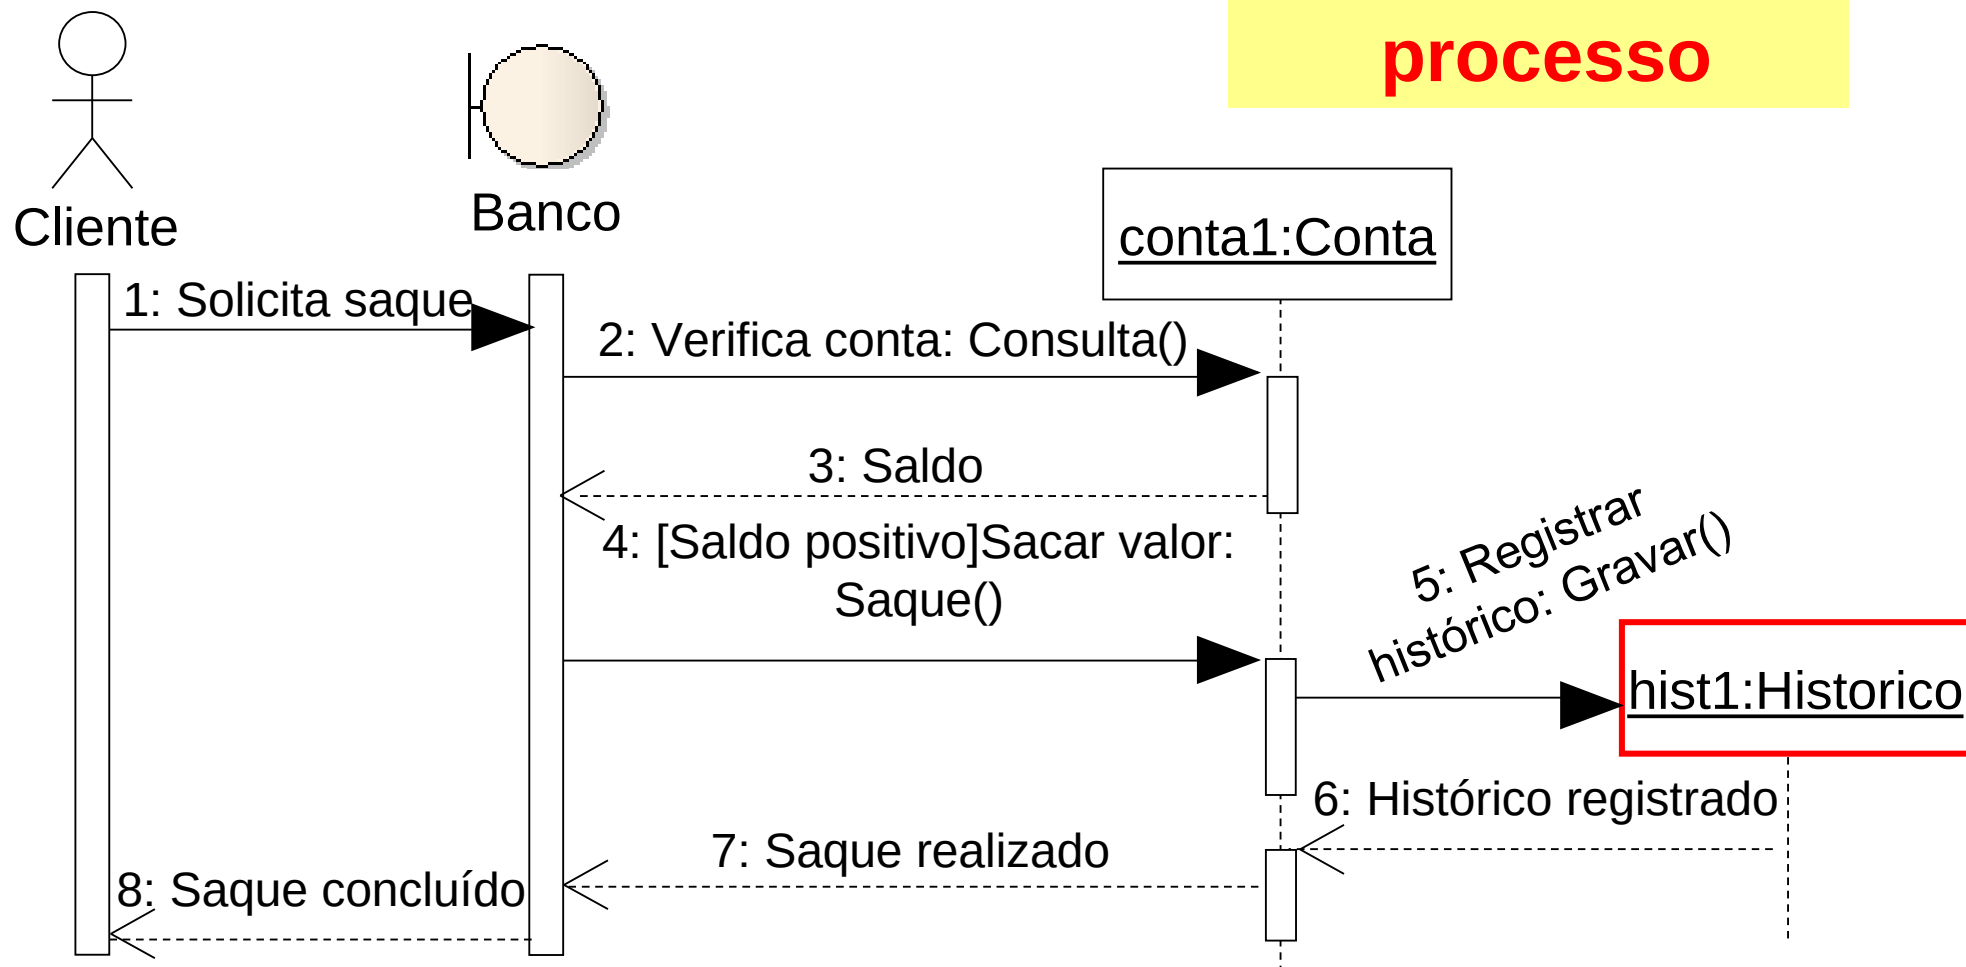 processo
Cliente
Banco
conta1:Conta
1: Solicita saque
2: Verifica conta: Consulta()
3: Saldo
4: [Saldo positivo]Sacar valor:
Saque()
5: Registrar
histórico: Gravar()
hist1:Historico
6: Histórico registrado
7: Saque realizado
8: Saque concluído